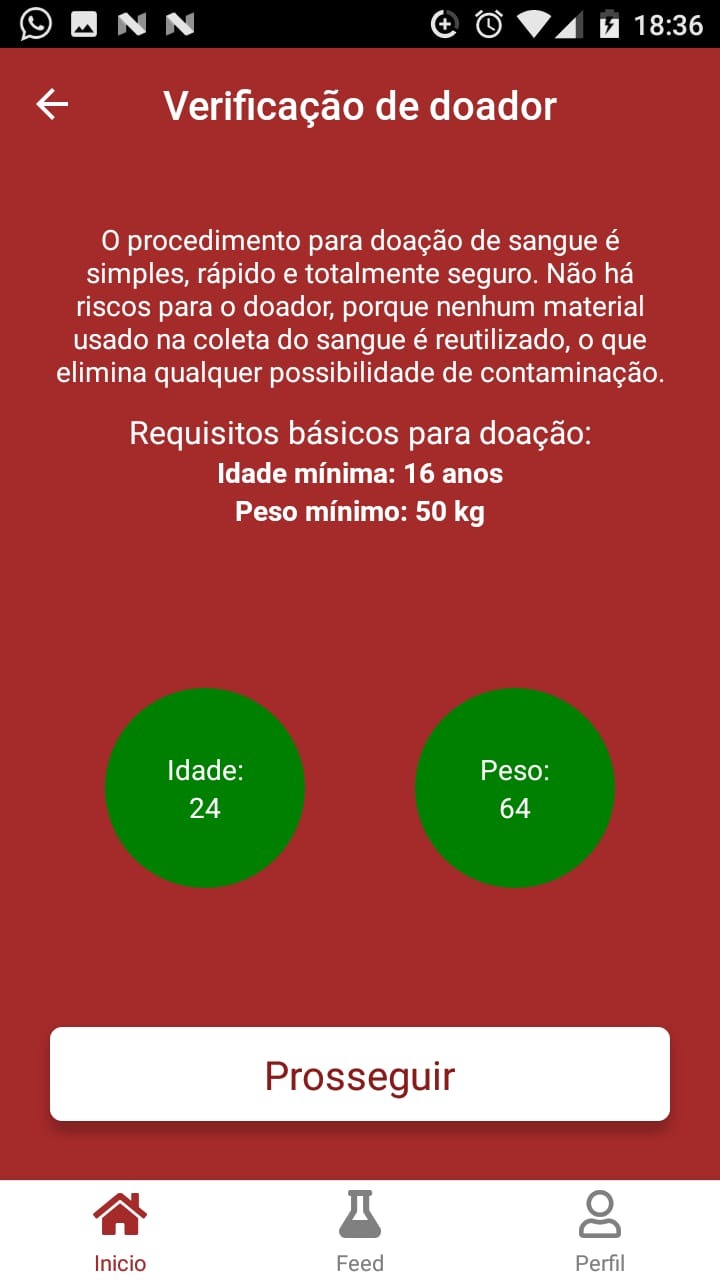 18:36
Verificação de doador
O procedimento para doação de sangue é
simples, rápido e totalmente seguro. Não há
riscos para o doador, porque nenhum material
usado na coleta do sangue é reutilizado, o que
elimina qualquer possibilidade de contaminação.
Requisitos básicos para doação:
Idade mínima: 16 anos
Peso mínimo: 50 kg
Idade:
24
Peso:
64
Prosseguir
Inicio
Feed
Perfil